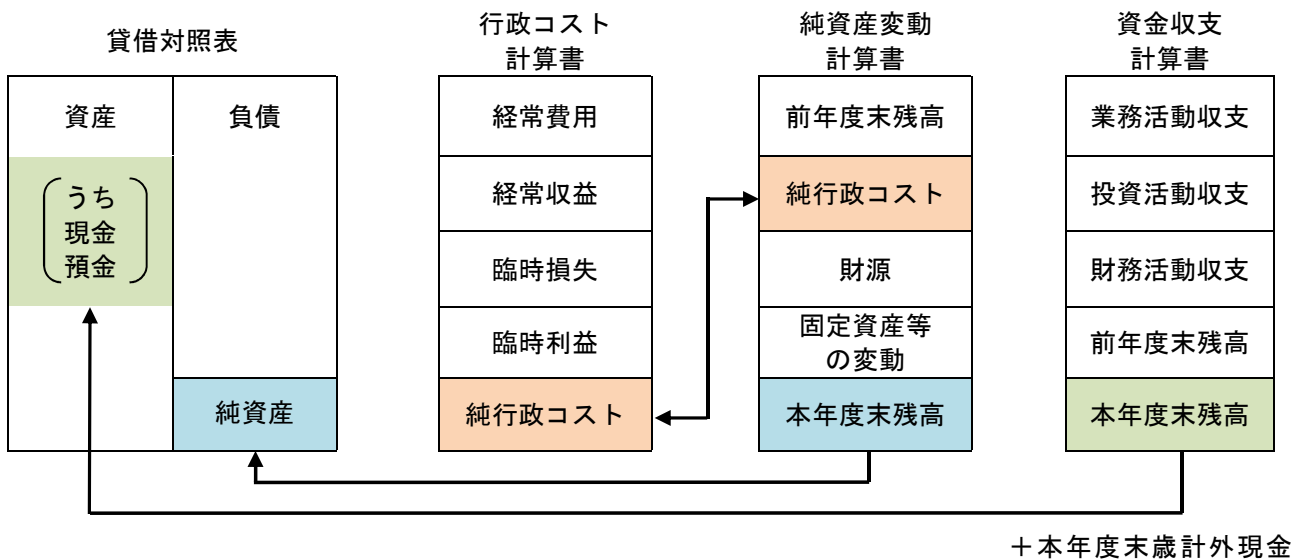 貸借対照表
資産
うち
現金
預金
負債
純資産
行政コスト
計算書
経常費用
経常収益
臨時損失
臨時利益
純行政コスト
純資産変動
計算書
前年度末残高
純行政コスト
財源
固定資産等
の変動
本年度末残高
資金収支
計算書
業務活動収支
投資活動収支
財務活動収支
前年度末残高
本年度末残高
＋本年度末歳計外現金